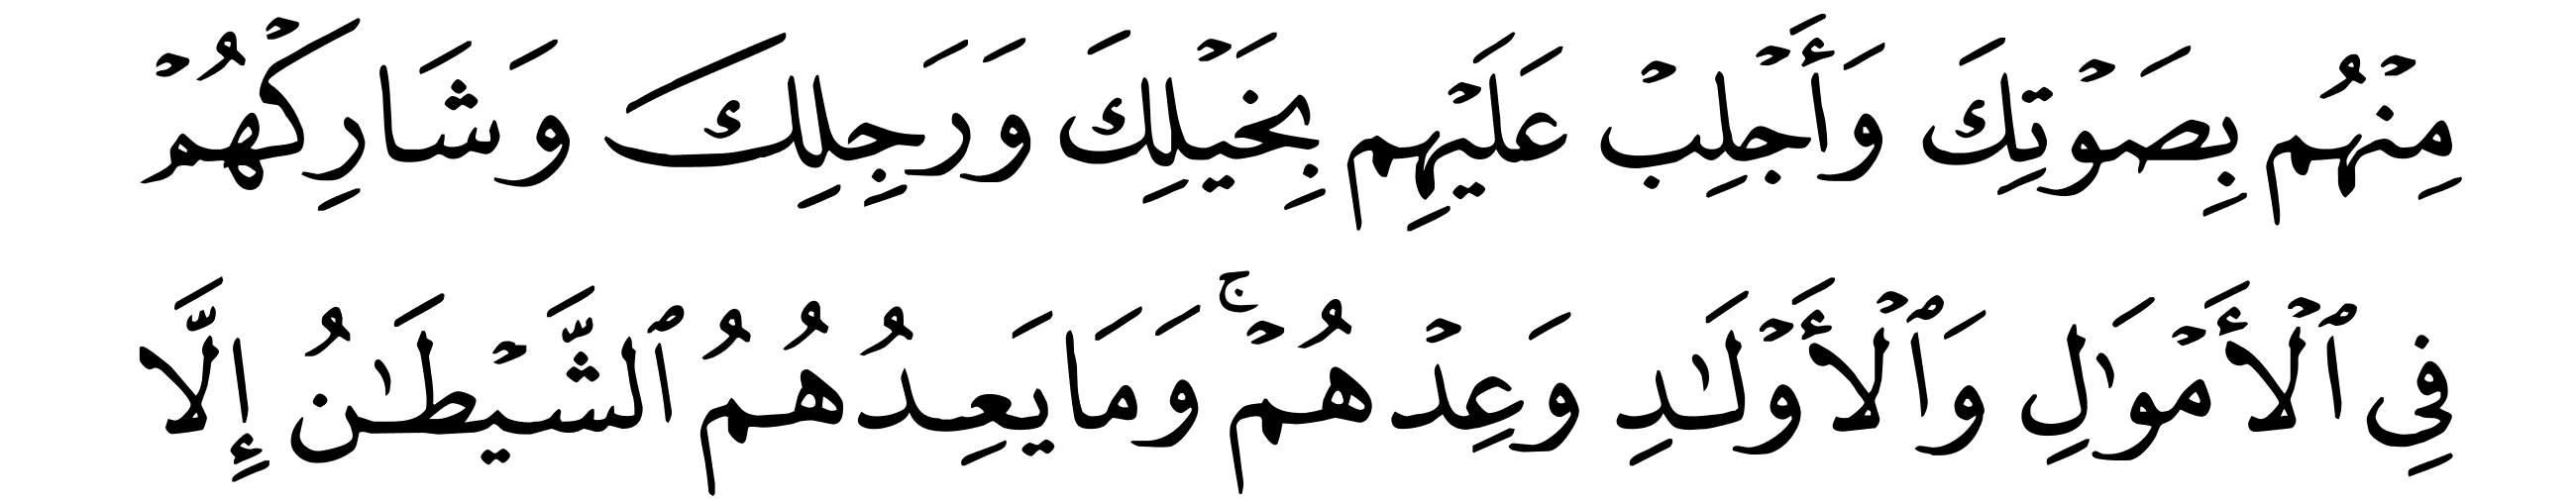 مِنْهُم بِصَوْتِكَ وَأَجْلِبْ عَلَيْهِم بِخَيْلِكَ وَرَجِلِكَ وَشَارِكْهُمْ
فِي ٱلْأَمْوَٰلِ وَٱلْأَوْلَٰدِ وَعِدْهُمْ ۚ وَمَا يَعِدُهُمُ ٱلشَّيْطَٰنُ إِلَّا